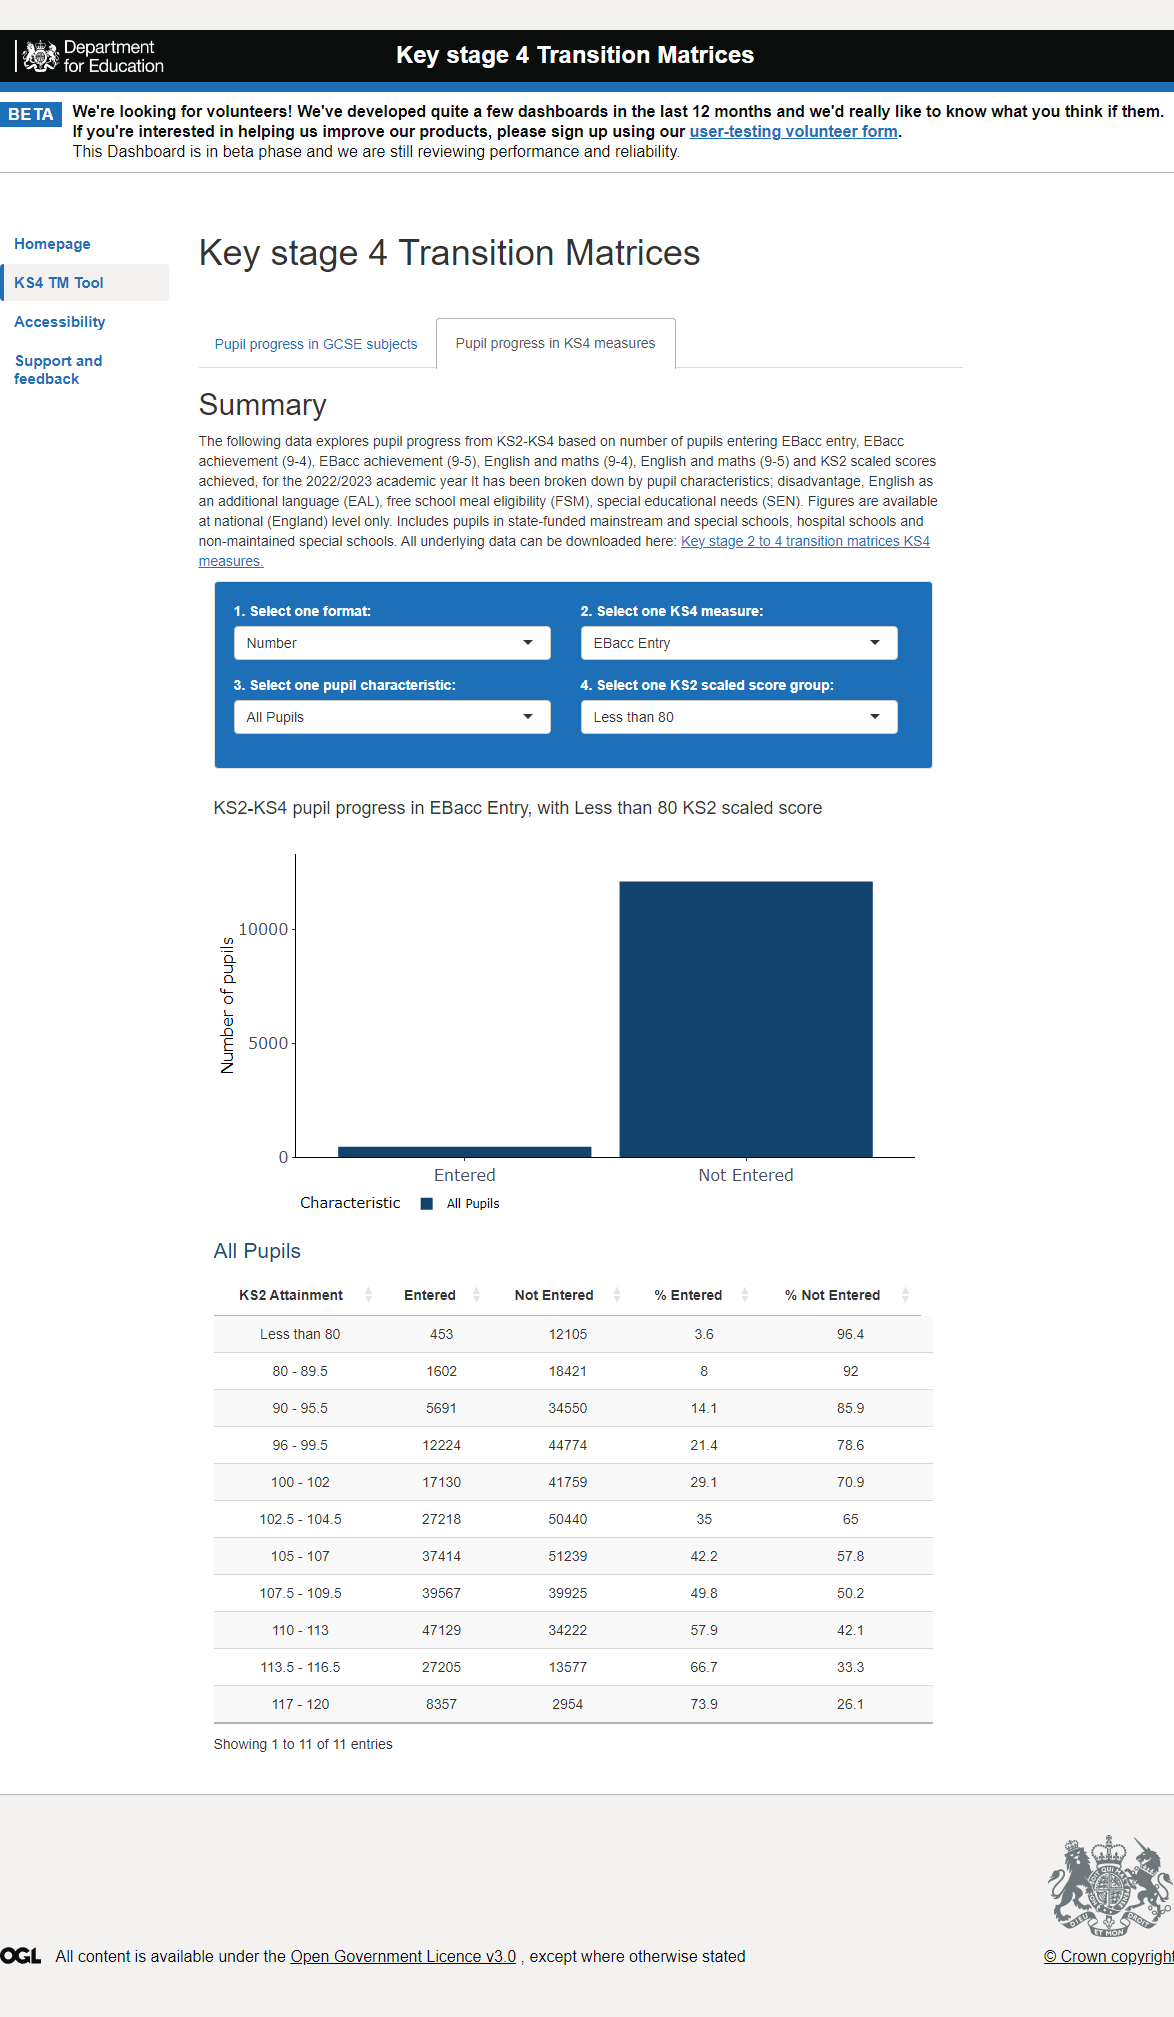 Department
for Education
Key stage 4 Transition Matrices
BETA
We're looking for volunteers! We've developed quite a few dashboards in the last 12 months and we'd really like to know what you think if them.
If you're interested in helping us improve our products, please sign up using our user-testing volunteer form.
This Dashboard is in beta phase and we are still reviewing performance and reliability.
Homepage
KS4 TM Tool
Accessibility
Support and
feedback
Key stage 4 Transition Matrices
Pupil progress in GCSE subjects
Pupil progress in KS4 measures
Summary
The following data explores pupil progress from KS2-KS4 based on number of pupils entering EBacc entry, EBacc
achievement (9-4), EBacc achievement (9-5), English and maths (9-4), English and maths (9-5) and KS2 scaled scores
achieved, for the 2022/2023 academic year It has been broken down by pupil characteristics; disadvantage, English as
an additional language (EAL), free school meal eligibility (FSM), special educational needs (SEN). Figures are available
at national (England) level only. Includes pupils in state-funded mainstream and special schools, hospital schools and
non-maintained special schools. All underlying data can be downloaded here: Key stage 2 to 4 transition matrices KS4
measures.
1. Select one format:
Number
2. Select one KS4 measure:
EBacc Entry
3. Select one pupil characteristic:
All Pupils
4. Select one KS2 scaled score group:
Less than 80
KS2-KS4 pupil progress in EBacc Entry, with Less than 80 KS2 scaled score
Number of pupils
10000
5000
0
Entered
Not Entered
Characteristic All Pupils
All Pupils
KS2 Attainment Entered Not Entered % Entered % Not Entered
Less than 80 453 12105 3.6 96.4
80 - 89.5 1602 18421 8 92
90 - 95.5 5691 34550 14.1 85.9
96 - 99.5 12224 44774 21.4 78.6
100 - 102 17130 41759 29.1 70.9
102.5 - 104.5 27218 50440 35 65
105 - 107 37414 51239 42.2 57.8
107.5 - 109.5 39567 39925 49.8 50.2
110 - 113 47129 34222 57.9 42.1
113.5 - 116.5 27205 13577 66.7 33.3
117 - 120 8357 2954 73.9 26.1
Showing 1 to 11 of 11 entries
OGL All content is available under the Open Government Licence v3.0 , except where otherwise stated
© Crown copyright